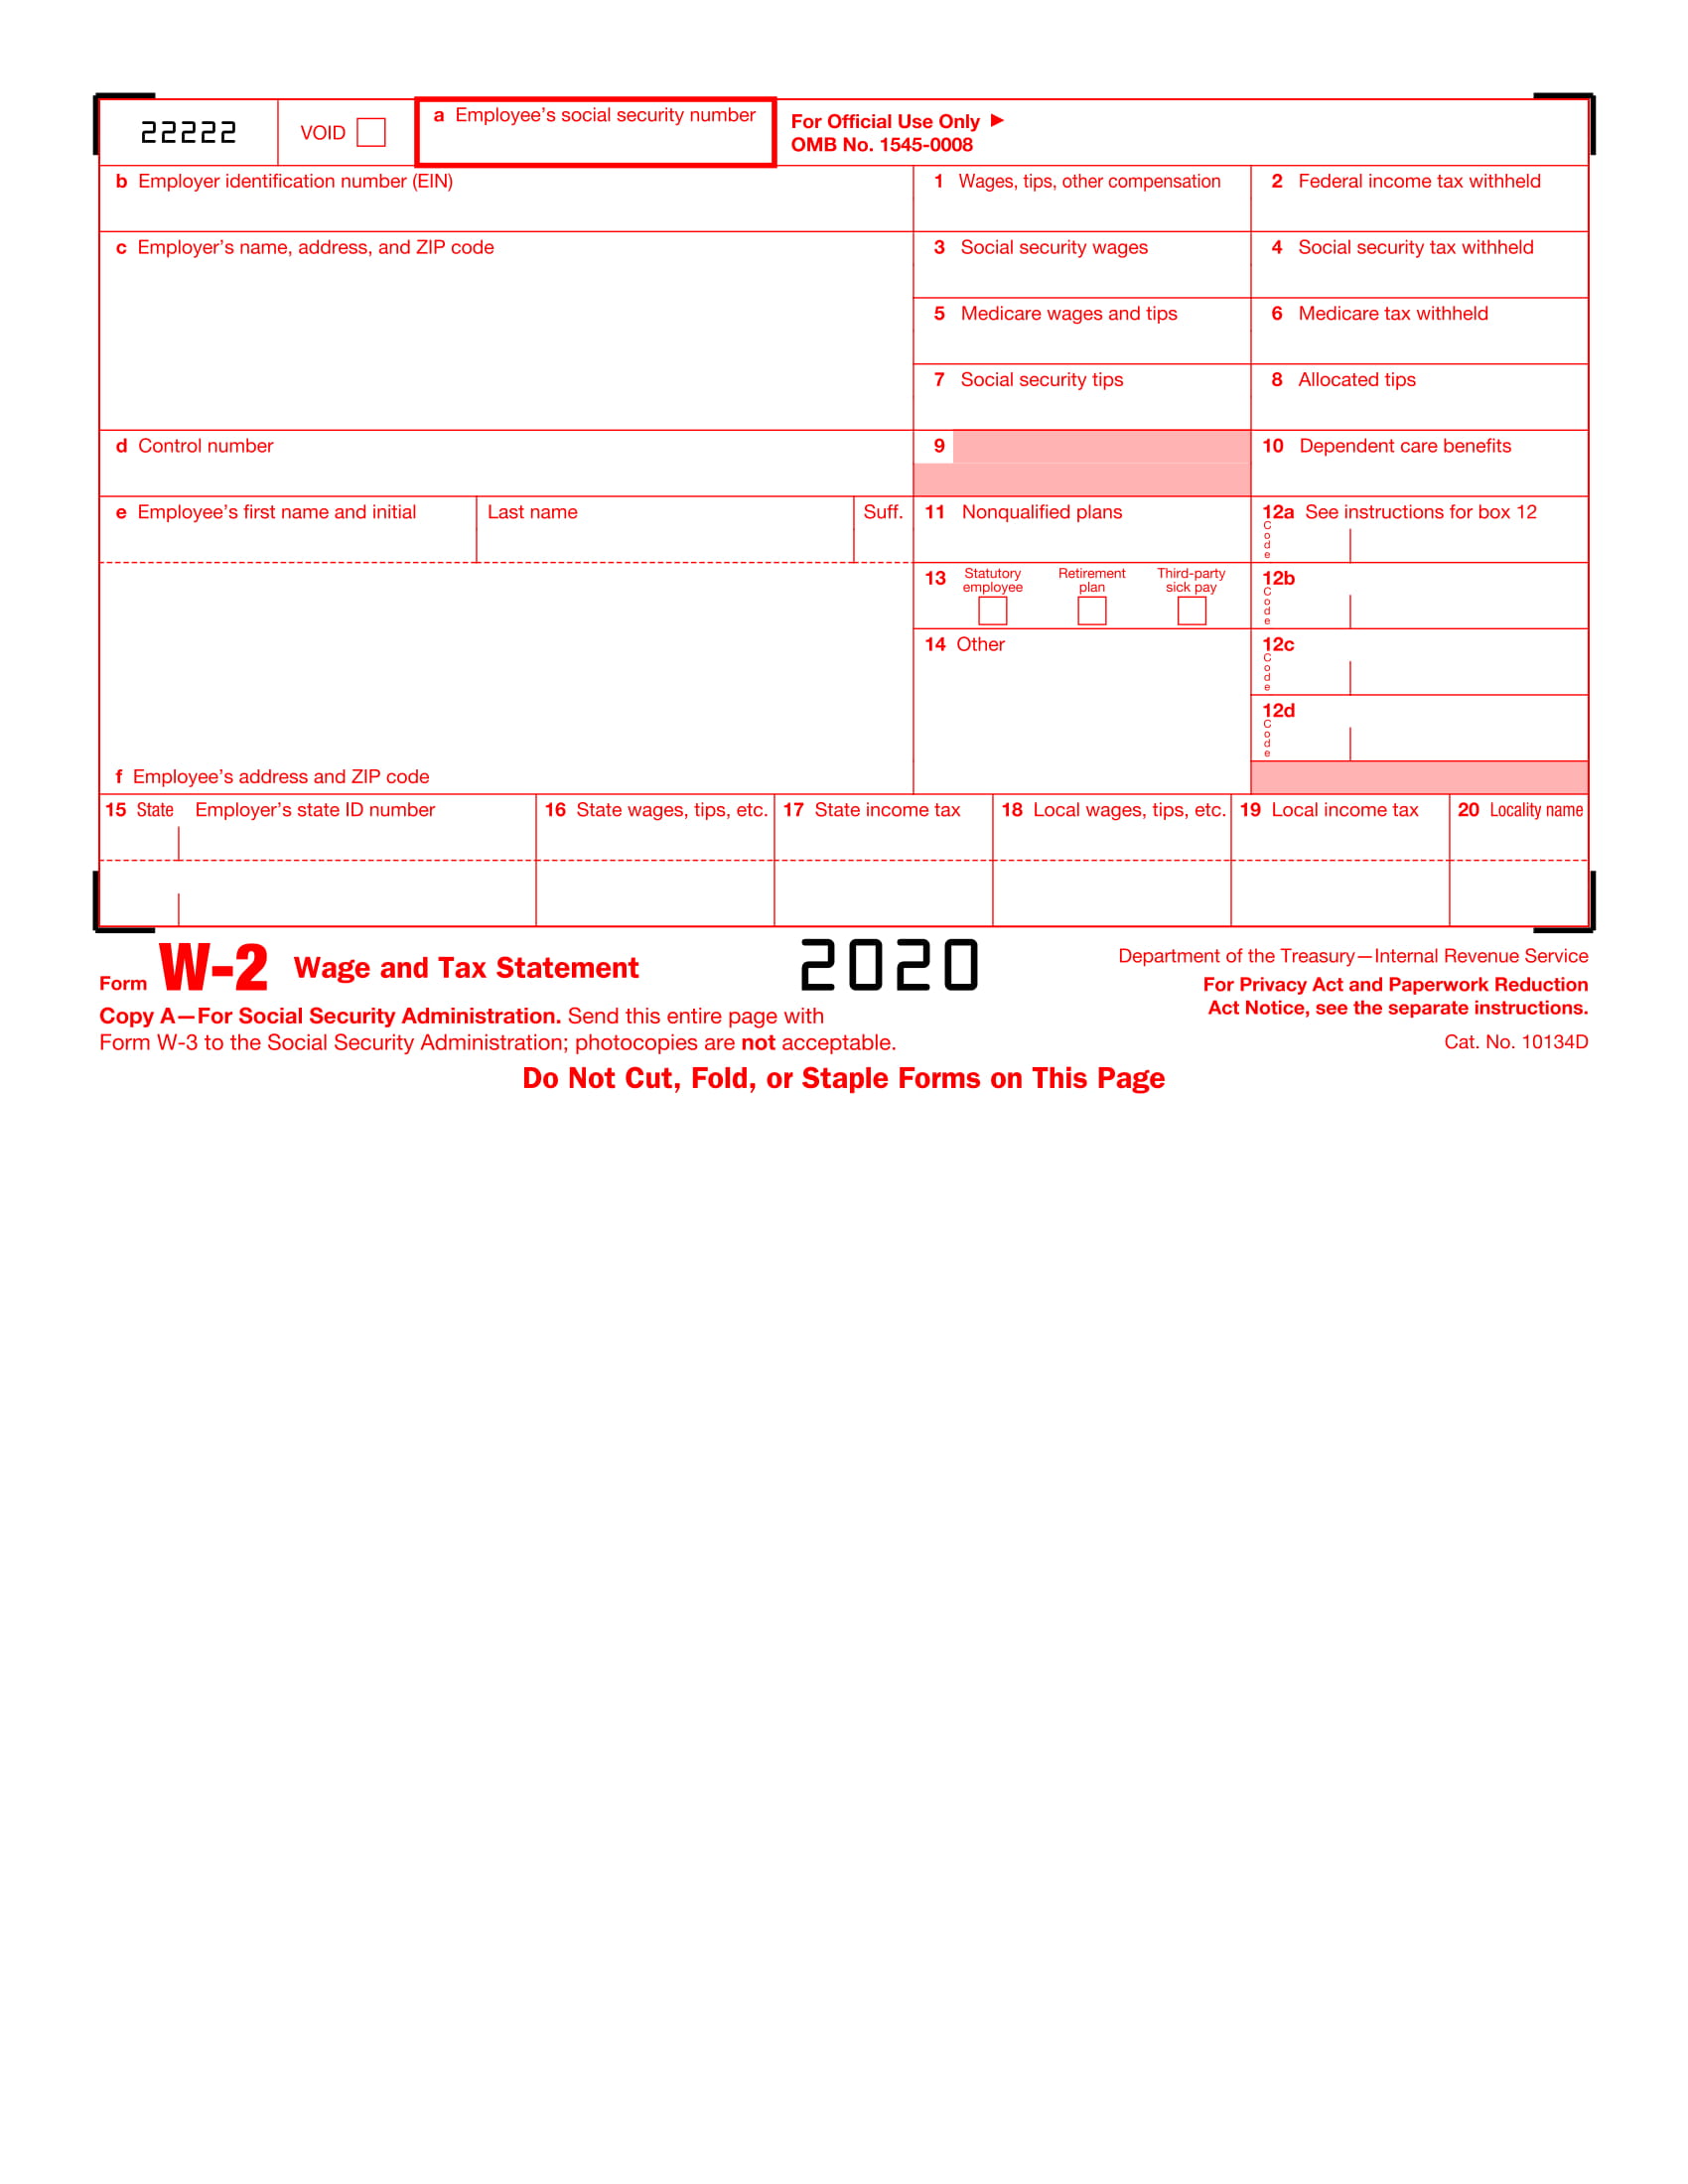 22222 VOID a Employee's social security number For Official Use Only ▶
OMB No. 1545-0008
b Employer identification number (EIN) 1 Wages, tips, other compensation 2 Federal income tax withheld
c Employer's name, address, and ZIP code 3 Social security wages 4 Social security tax withheld
5 Medicare wages and tips 6 Medicare tax withheld
7 Social security tips 8 Allocated tips
d Control number 9 10 Dependent care benefits
e Employee's first name and initial Last name Suff. 11 Nonqualified plans 12a See instructions for box 12
Code
13 Statutory employee Retirement plan Third-party sick pay 12b
Code
14 Other 12c
Code
12d
Code
f Employee's address and ZIP code
15 State Employer's state ID number 16 State wages, tips, etc. 17 State income tax 18 Local wages, tips, etc. 19 Local income tax 20 Locality name
Form W-2 Wage and Tax Statement 2020 Department of the Treasury—Internal Revenue Service
For Privacy Act and Paperwork Reduction
Act Notice, see the separate instructions.
Copy A—For Social Security Administration. Send this entire page with
Form W-3 to the Social Security Administration; photocopies are not acceptable. Cat. No. 10134D
Do Not Cut, Fold, or Staple Forms on This Page